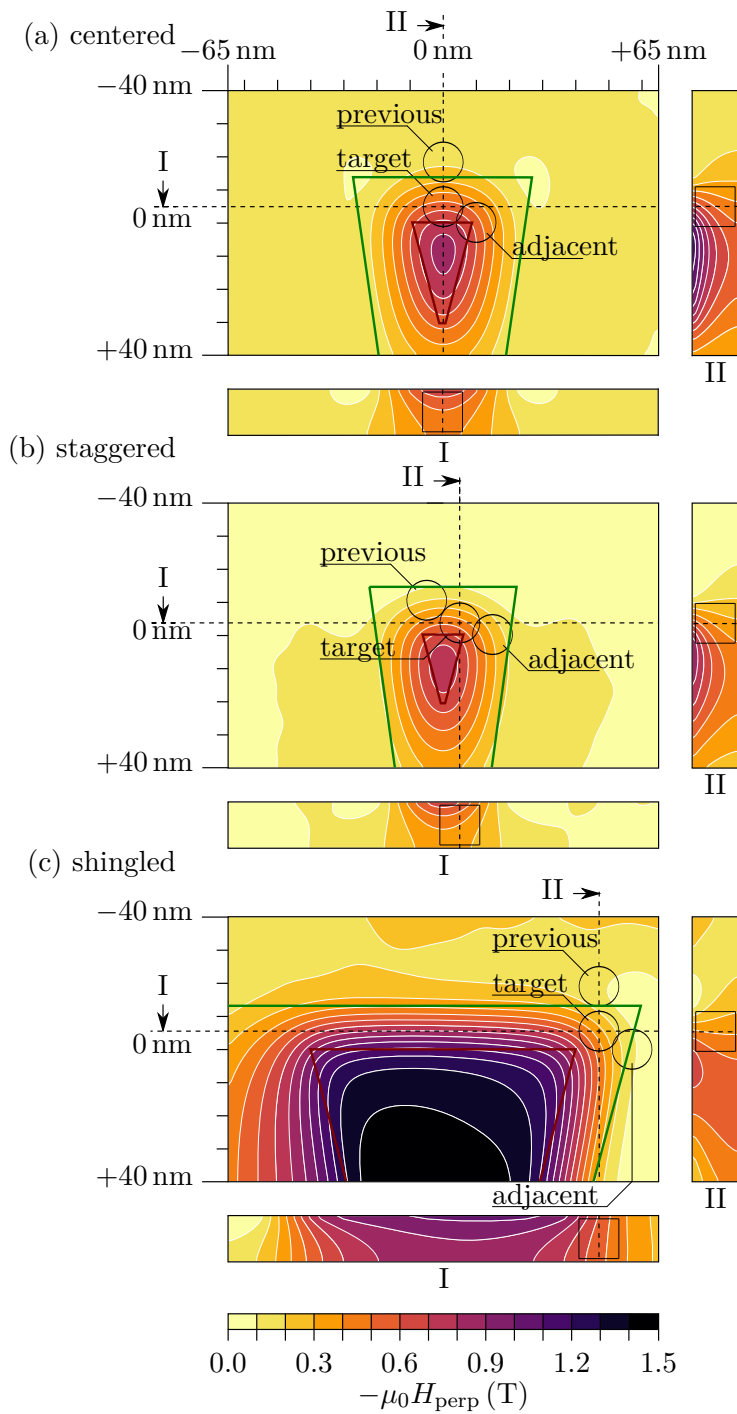 II
(a) centered
−65 nm 0 nm +65 nm
−40 nm
previous
target
I
0 nm
adjacent
+40 nm
II
I
(b) staggered
II
−40 nm
previous
I
0 nm
target
adjacent
+40 nm
II
I
(c) shingled
II
−40 nm
previous
target
I
0 nm
+40 nm
adjacent
II
I
0.0 0.3 0.6 0.9 1.2 1.5
−μ₀H_perp (T)